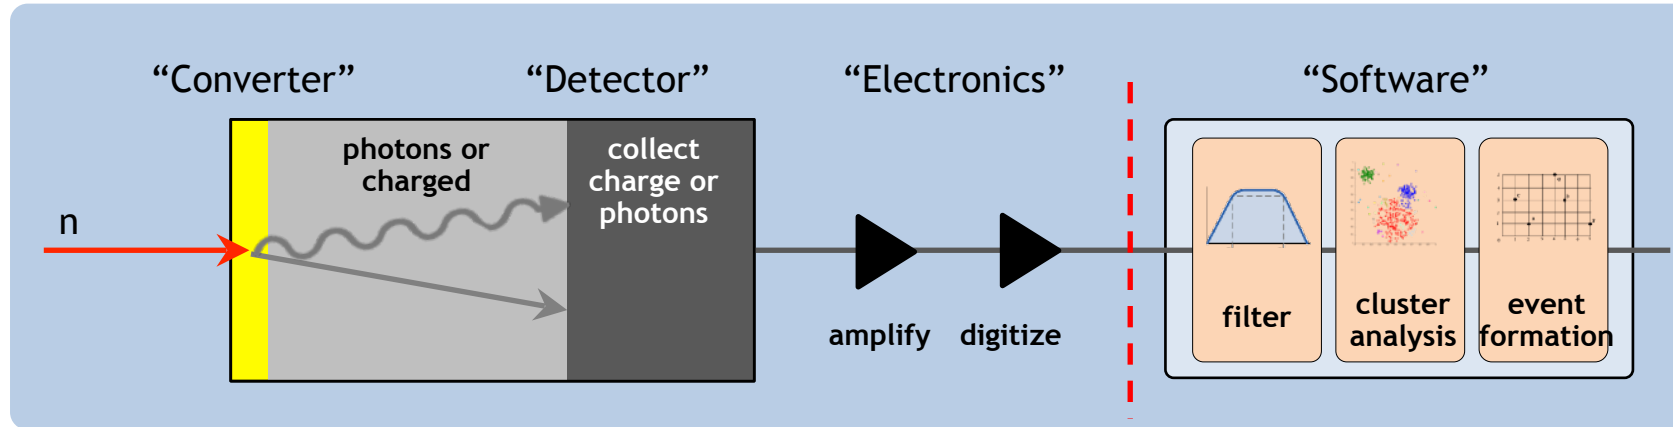 “Converter”
“Detector”
“Electronics”
“Software”
photons or
charged
collect
charge or
photons
n
amplify
digitize
filter
cluster
analysis
event
formation